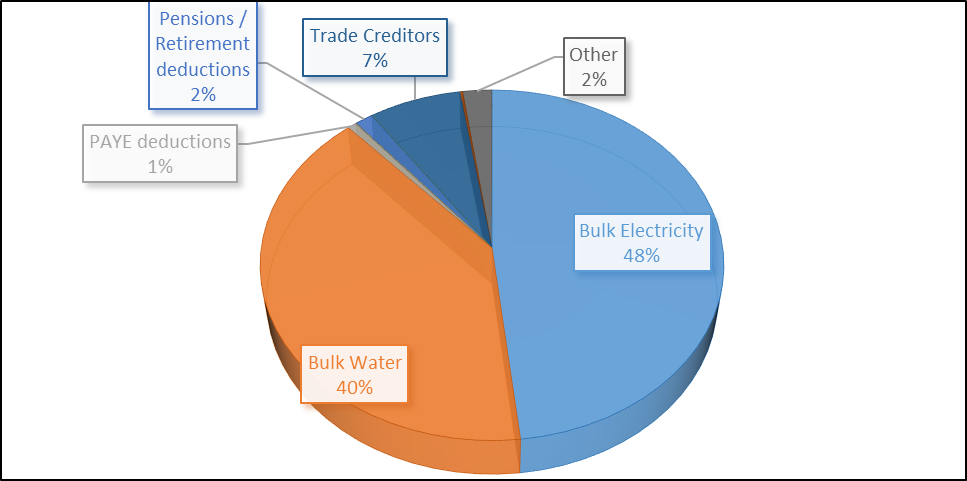 Pensions /
Retirement
deductions
2%
Trade Creditors
7%
Other
2%
PAYE deductions
1%
Bulk Electricity
48%
Bulk Water
40%